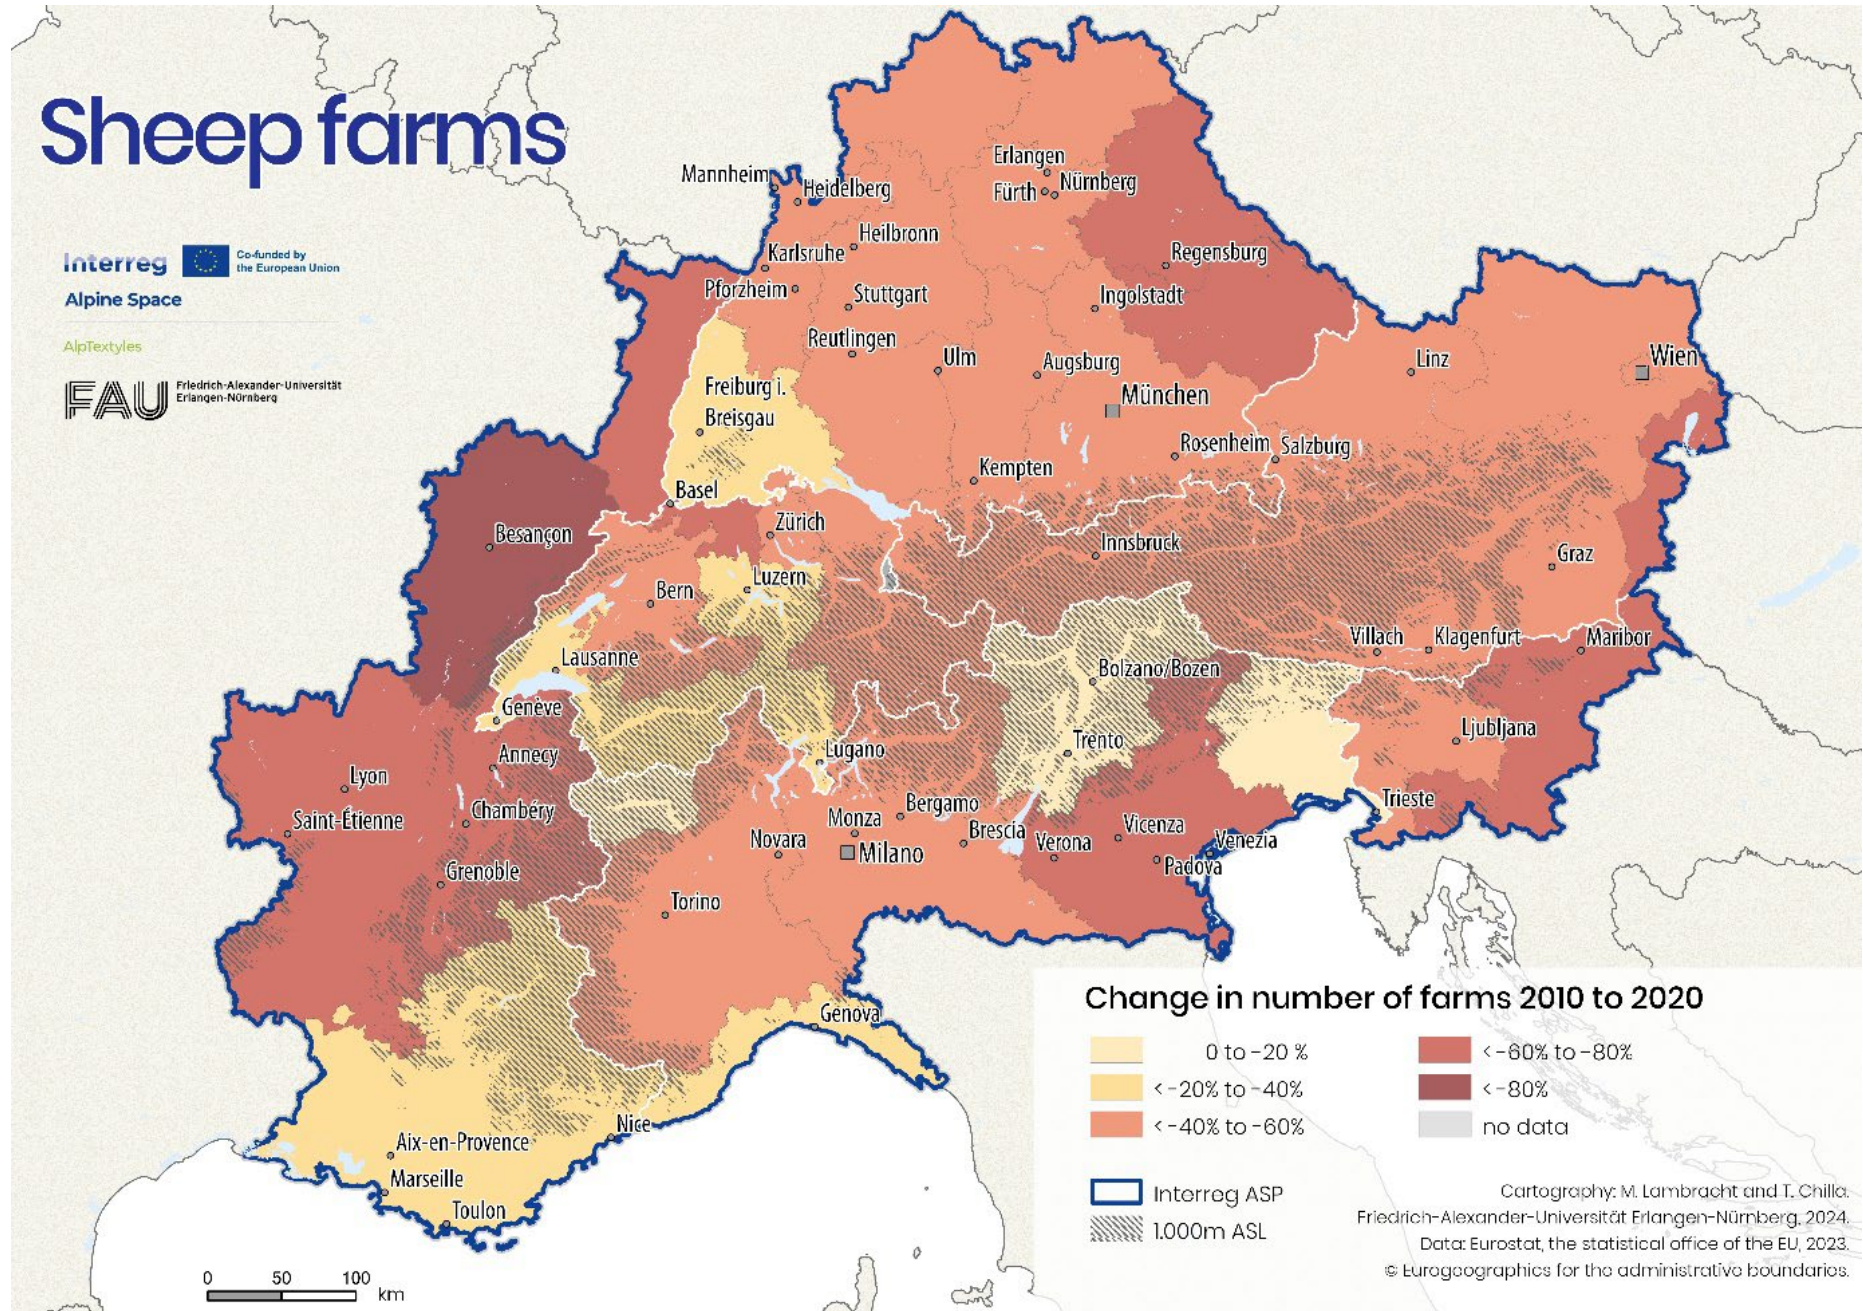 Sheep farms
Interreg
Co-funded by
the European Union
Alpine Space
AlpTextyles
FAU
Friedrich-Alexander-Universität
Erlangen-Nürnberg
Mannheim
Heidelberg
Erlangen
Fürth
Nürnberg
Heilbronn
Karlsruhe
Regensburg
Pforzheim
Stuttgart
Ingolstadt
Reutlingen
Ulm
Augsburg
Linz
Wien
Freiburg i.
Breisgau
München
Rosenheim
Salzburg
Kempten
Basel
Besançon
Zürich
Innsbruck
Graz
Bern
Luzern
Villach
Klagenfurt
Maribor
Lausanne
Bolzano/Bozen
Genève
Annecy
Lugano
Trento
Ljubljana
Lyon
Saint-Étienne
Chambéry
Bergamo
Trieste
Monza
Novara
Milano
Brescia
Verona
Vicenza
Padova
Venezia
Grenoble
Torino
Genova
Nice
Aix-en-Provence
Marseille
Toulon
0 50 100
km
Change in number of farms 2010 to 2020
0 to -20 %
<-20% to -40%
<-40% to -60%
<-60% to -80%
<-80%
no data
Interreg ASP
1.000m ASL
Cartography: M. Lambracht and T. Chilla.
Friedrich-Alexander-Universität Erlangen-Nürnberg, 2024.
Data: Eurostat, the statistical office of the EU, 2023.
© Eurogeographics for the administrative boundaries.